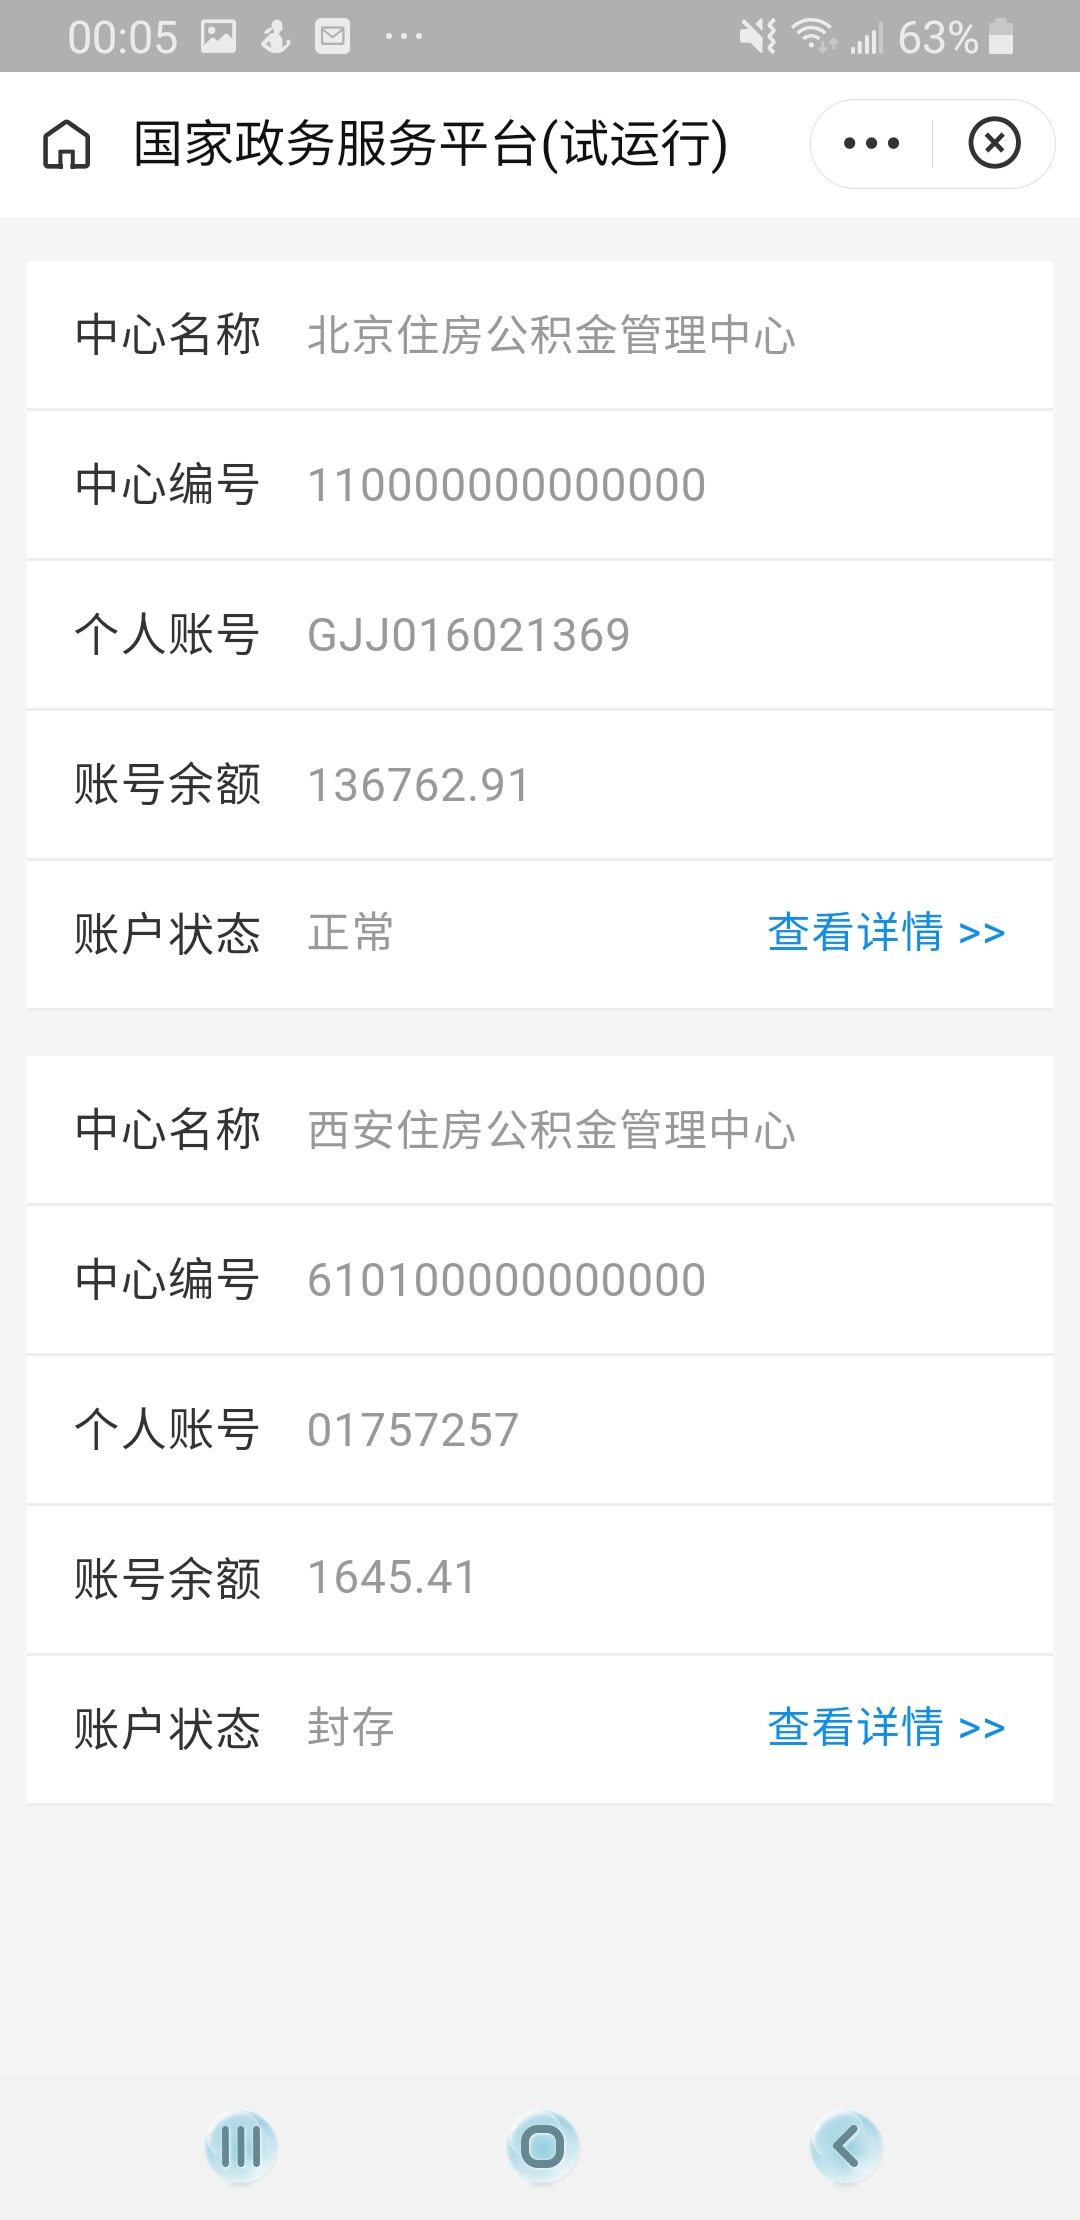 00:05 63%
国家政务服务平台(试运行)
中心名称 北京住房公积金管理中心
中心编号 110000000000000
个人账号 GJJ016021369
账号余额 136762.91
账户状态 正常 查看详情 >>
中心名称 西安住房公积金管理中心
中心编号 610100000000000
个人账号 01757257
账号余额 1645.41
账户状态 封存 查看详情 >>